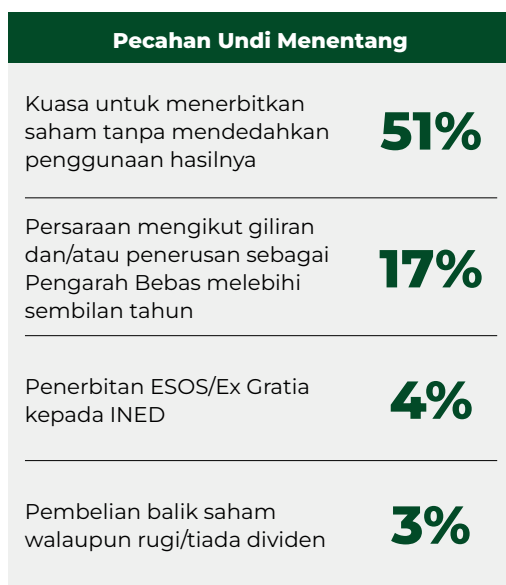 Pecahan Undi Menentang
Kuasa untuk menerbitkan
saham tanpa mendedahkan
penggunaan hasilnya
51%
Persaraan mengikut giliran
dan/atau penerusan sebagai
Pengarah Bebas melebihi
sembilan tahun
17%
Penerbitan ESOS/Ex Gratia
kepada INED
4%
Pembelian balik saham
walaupun rugi/tiada dividen
3%